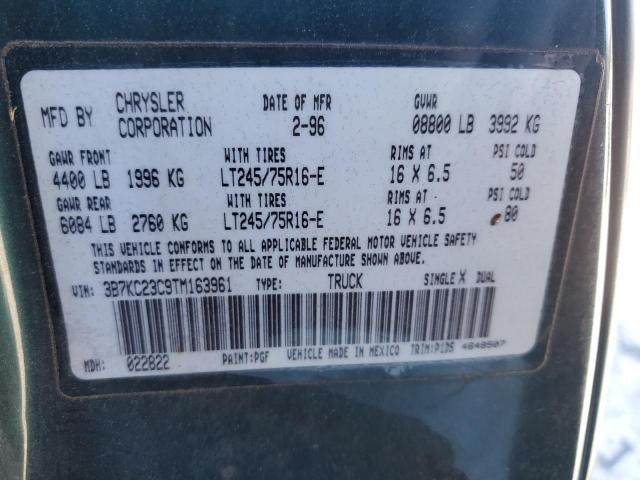 MFD BY CHRYSLER CORPORATION DATE OF MFR 2-96 GVWR 08800 LB 3992 KG
GAWR FRONT WITH TIRES RIMS AT PSI COLD
4400 LB 1996 KG LT245/75R16-E 16 X 6.5 50
GAWR REAR WITH TIRES RIMS AT PSI COLD
6084 LB 2760 KG LT245/75R16-E 16 X 6.5 80
THIS VEHICLE CONFORMS TO ALL APPLICABLE FEDERAL MOTOR VEHICLE SAFETY
STANDARDS IN EFFECT ON THE DATE OF MANUFACTURE SHOWN ABOVE.
VIN: 3B7KC23C9TM163961 TYPE: TRUCK SINGLE X DUAL
MDH: 022822 PAINT:PGF VEHICLE MADE IN MEXICO TRIM:P1D5 4648507